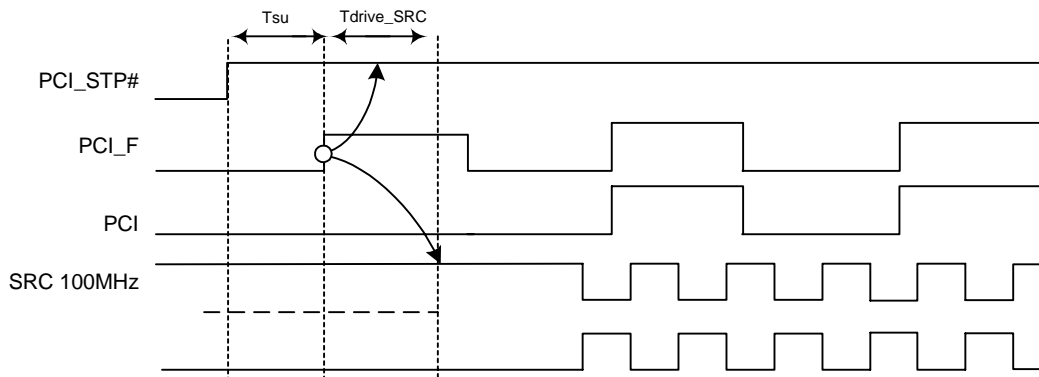 Tsu
Tdrive_SRC
PCI_STP#
PCI_F
PCI
SRC 100MHz